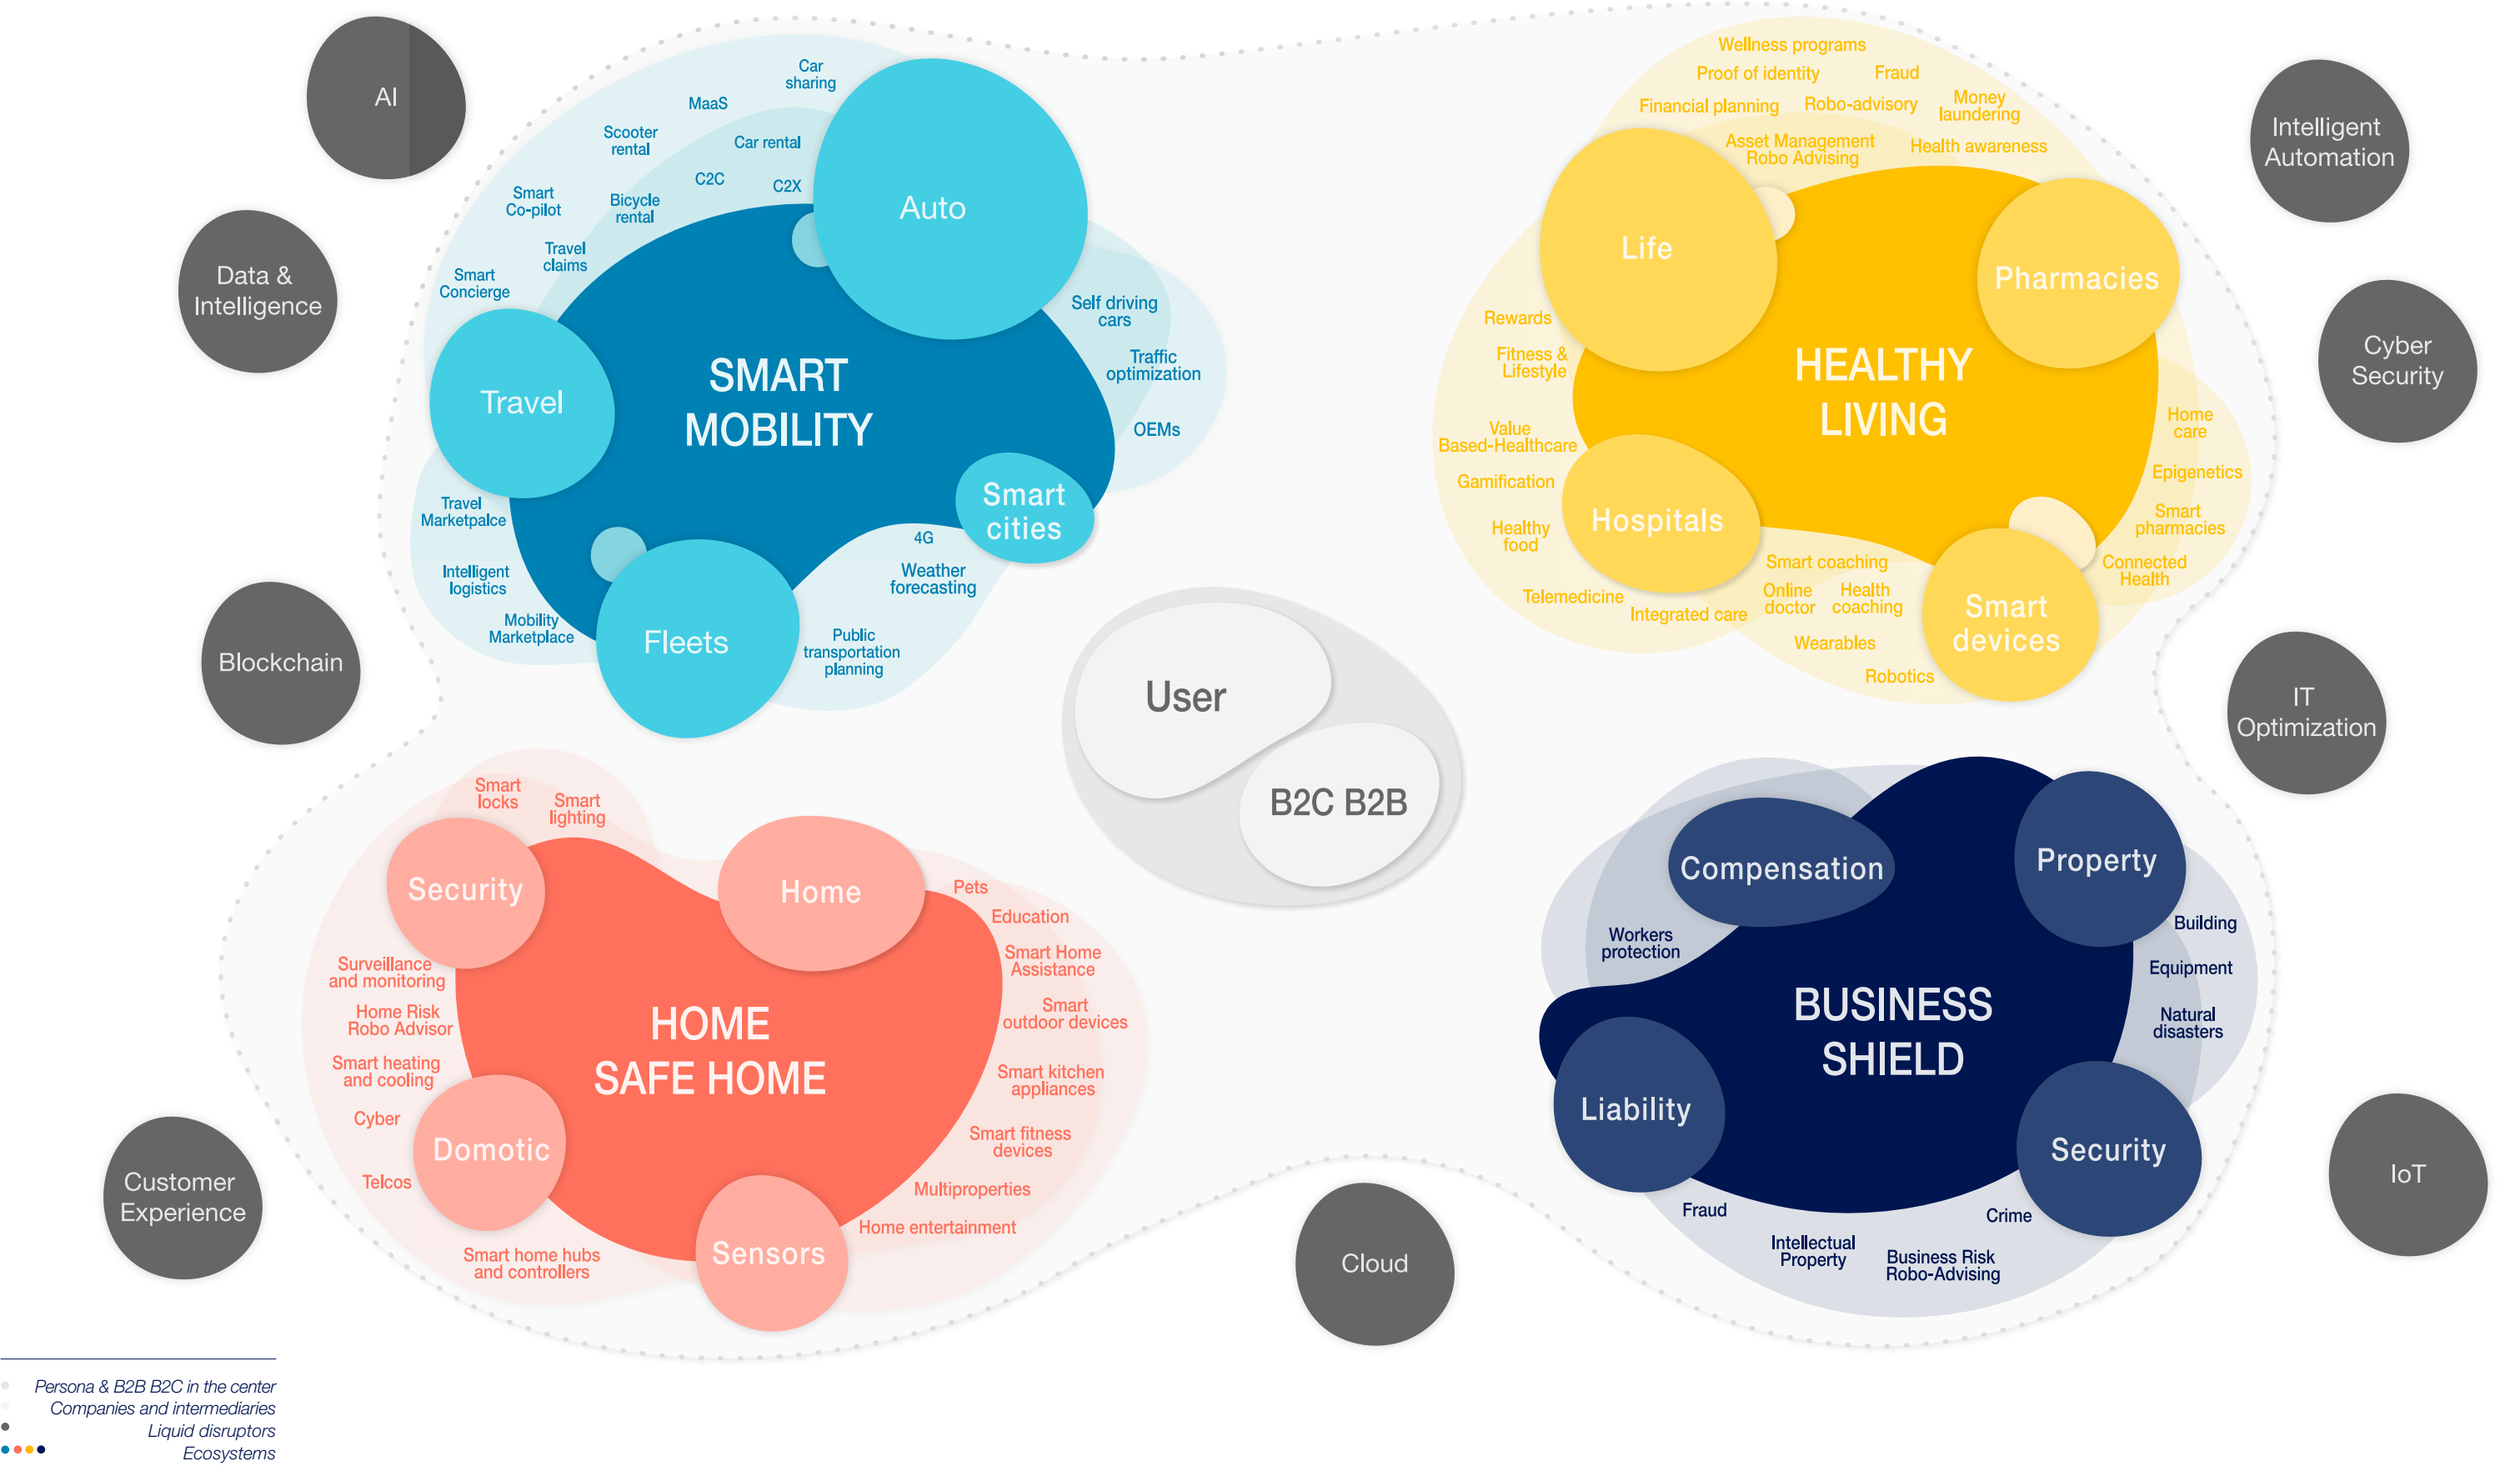 AI
Data &
Intelligence
Blockchain
Customer
Experience
Cloud
Intelligent
Automation
Cyber
Security
IT
Optimization
IoT
SMART
MOBILITY
Auto
Travel
Fleets
Smart
cities
Car
sharing
MaaS
Scooter
rental
Car rental
C2C
C2X
Smart
Co-pilot
Bicycle
rental
Travel
claims
Smart
Concierge
Self driving
cars
Traffic
optimization
OEMs
Travel
Marketpalce
Intelligent
logistics
Mobility
Marketplace
4G
Weather
forecasting
Public
transportation
planning
HEALTHY
LIVING
Life
Pharmacies
Hospitals
Smart
devices
Wellness programs
Proof of identity
Fraud
Financial planning
Robo-advisory
Money
laundering
Asset Management
Robo Advising
Health awareness
Rewards
Fitness &
Lifestyle
Value
Based-Healthcare
Gamification
Healthy
food
Telemedicine
Integrated care
Smart coaching
Online
doctor
Health
coaching
Wearables
Robotics
Home
care
Epigenetics
Smart
pharmacies
Connected
Health
User
B2C B2B
HOME
SAFE HOME
Security
Home
Domotic
Sensors
Smart
locks
Smart
lighting
Pets
Education
Smart Home
Assistance
Smart
outdoor devices
Smart kitchen
appliances
Smart fitness
devices
Multiproperties
Home entertainment
Surveillance
and monitoring
Home Risk
Robo Advisor
Smart heating
and cooling
Cyber
Telcos
Smart home hubs
and controllers
BUSINESS
SHIELD
Compensation
Property
Liability
Security
Workers
protection
Building
Equipment
Natural
disasters
Fraud
Intellectual
Property
Business Risk
Robo-Advising
Crime
Persona & B2B B2C in the center
Companies and intermediaries
Liquid disruptors
Ecosystems